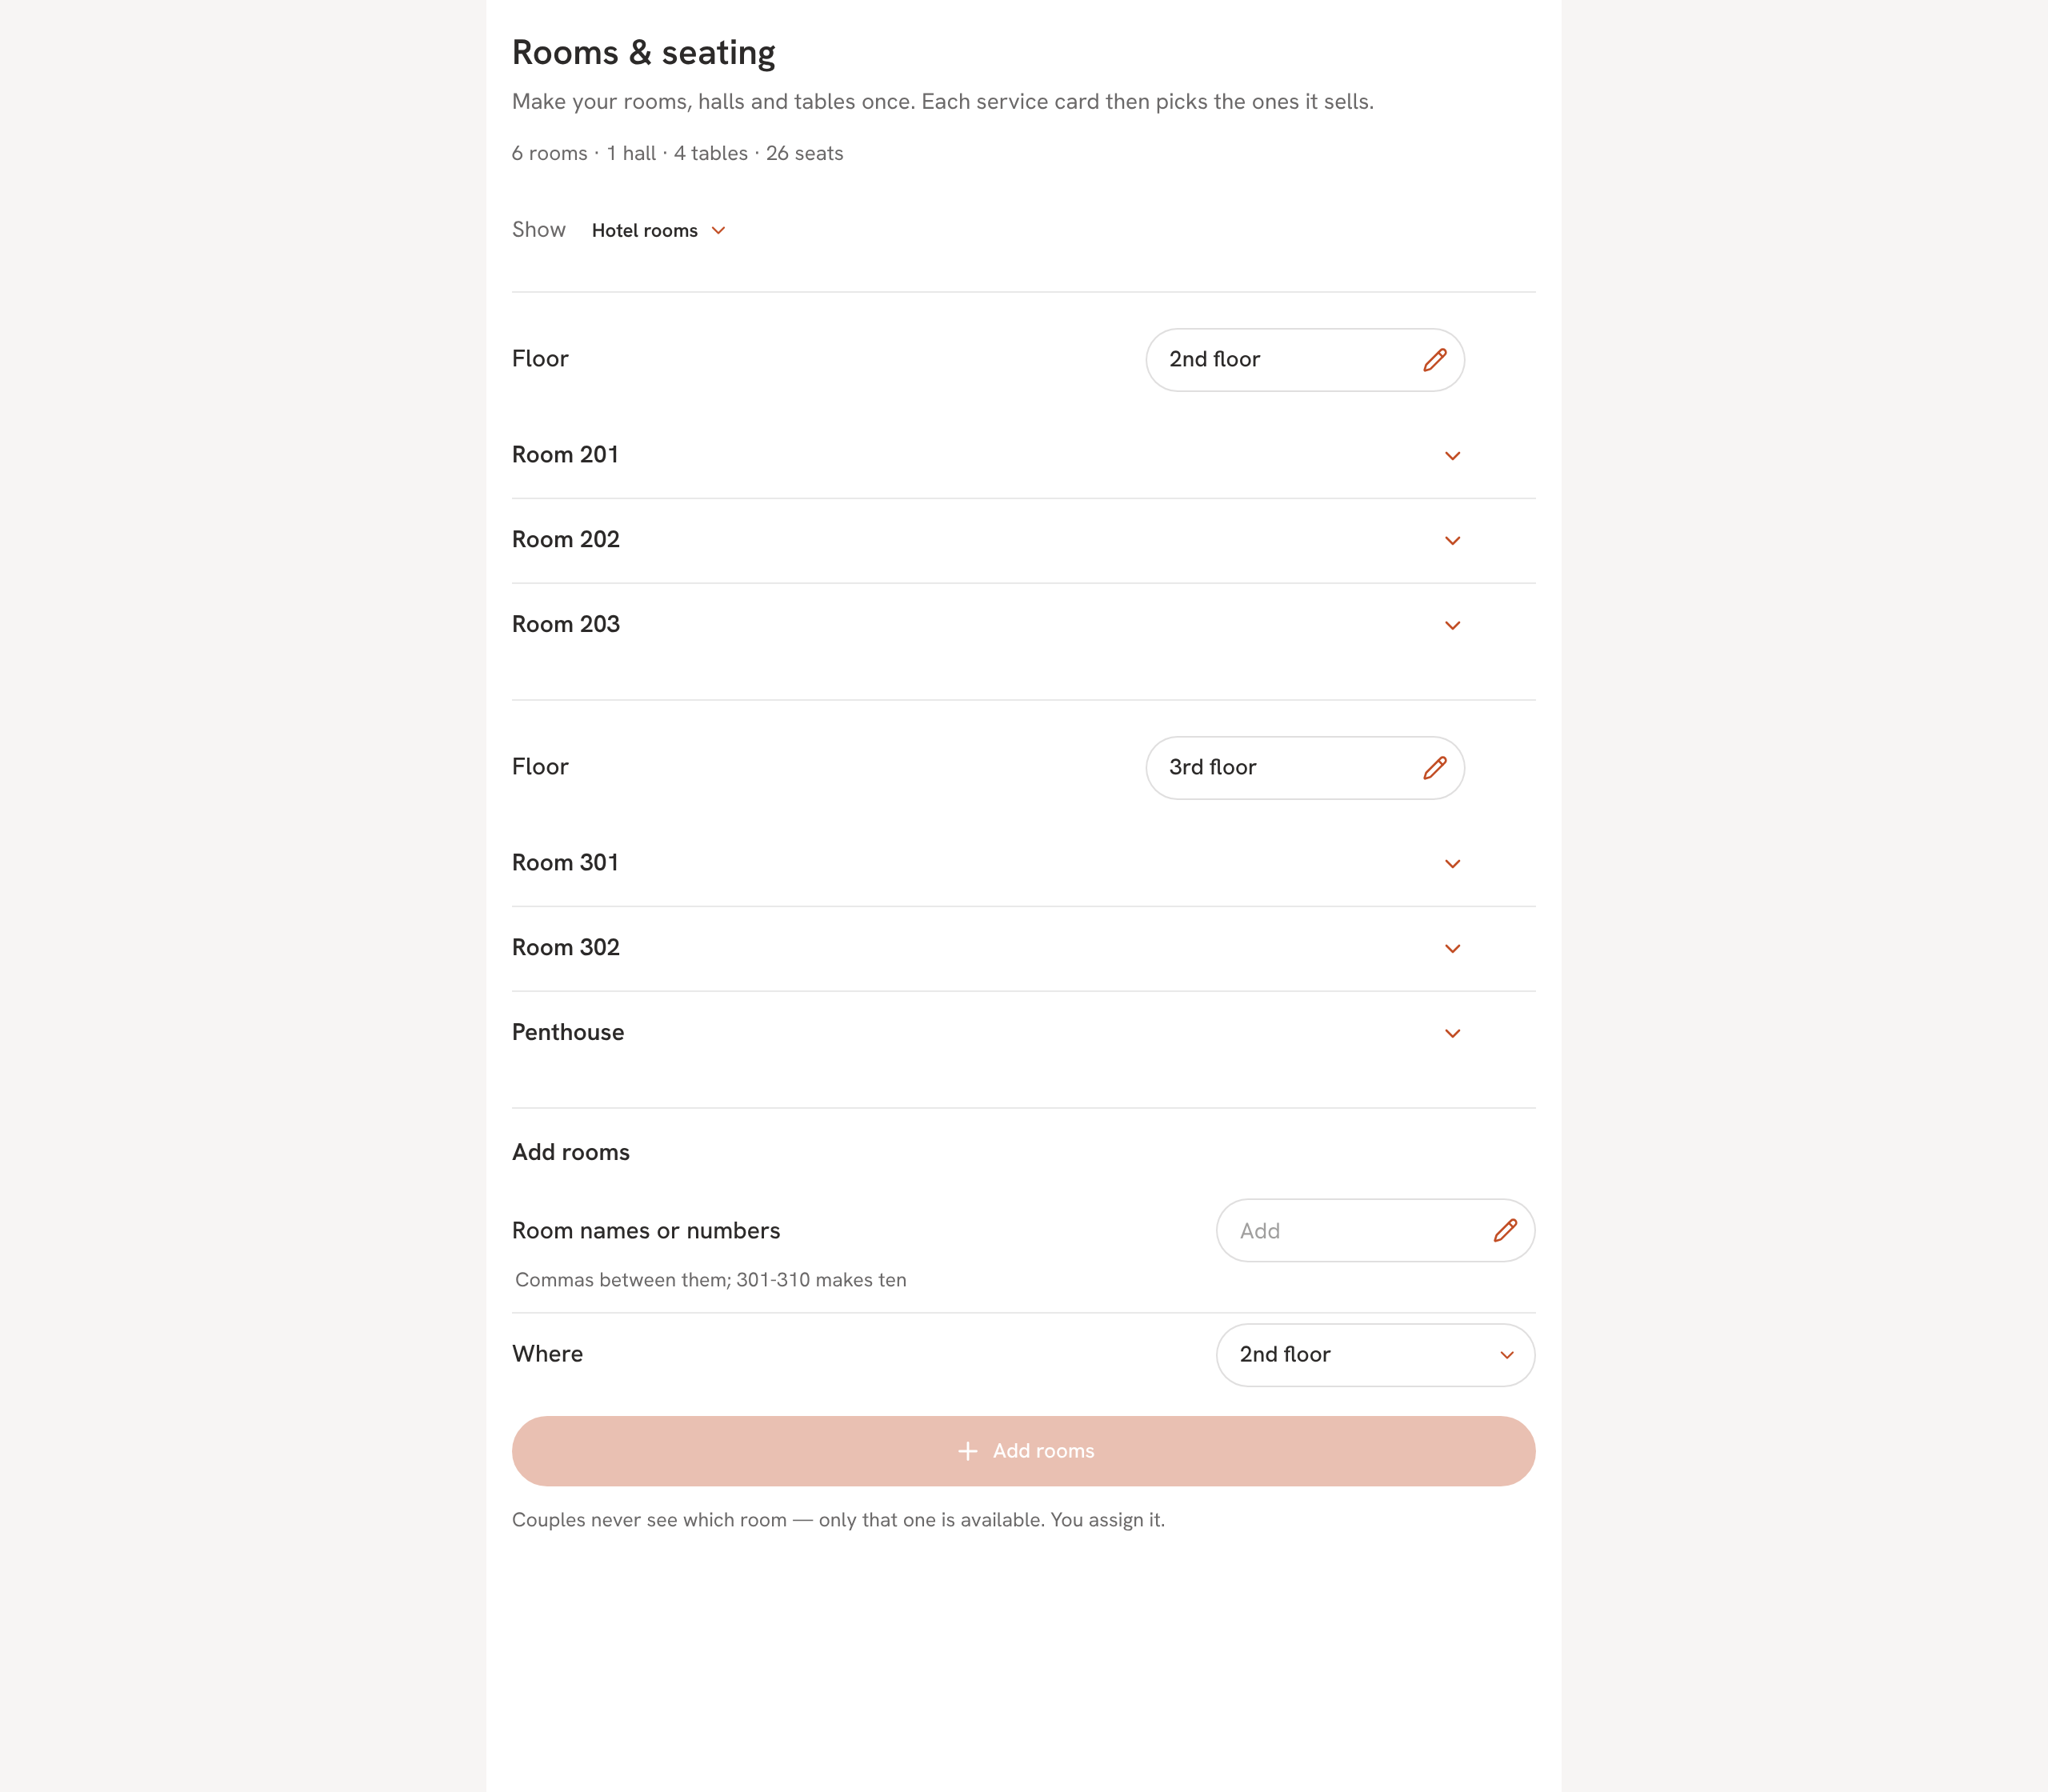 Rooms & seating
Make your rooms, halls and tables once. Each service card then picks the ones it sells.
6 rooms · 1 hall · 4 tables · 26 seats
Show Hotel rooms
Floor 2nd floor
Room 201
Room 202
Room 203
Floor 3rd floor
Room 301
Room 302
Penthouse
Add rooms
Room names or numbers Add
Commas between them; 301-310 makes ten
Where 2nd floor
Add rooms
Couples never see which room — only that one is available. You assign it.